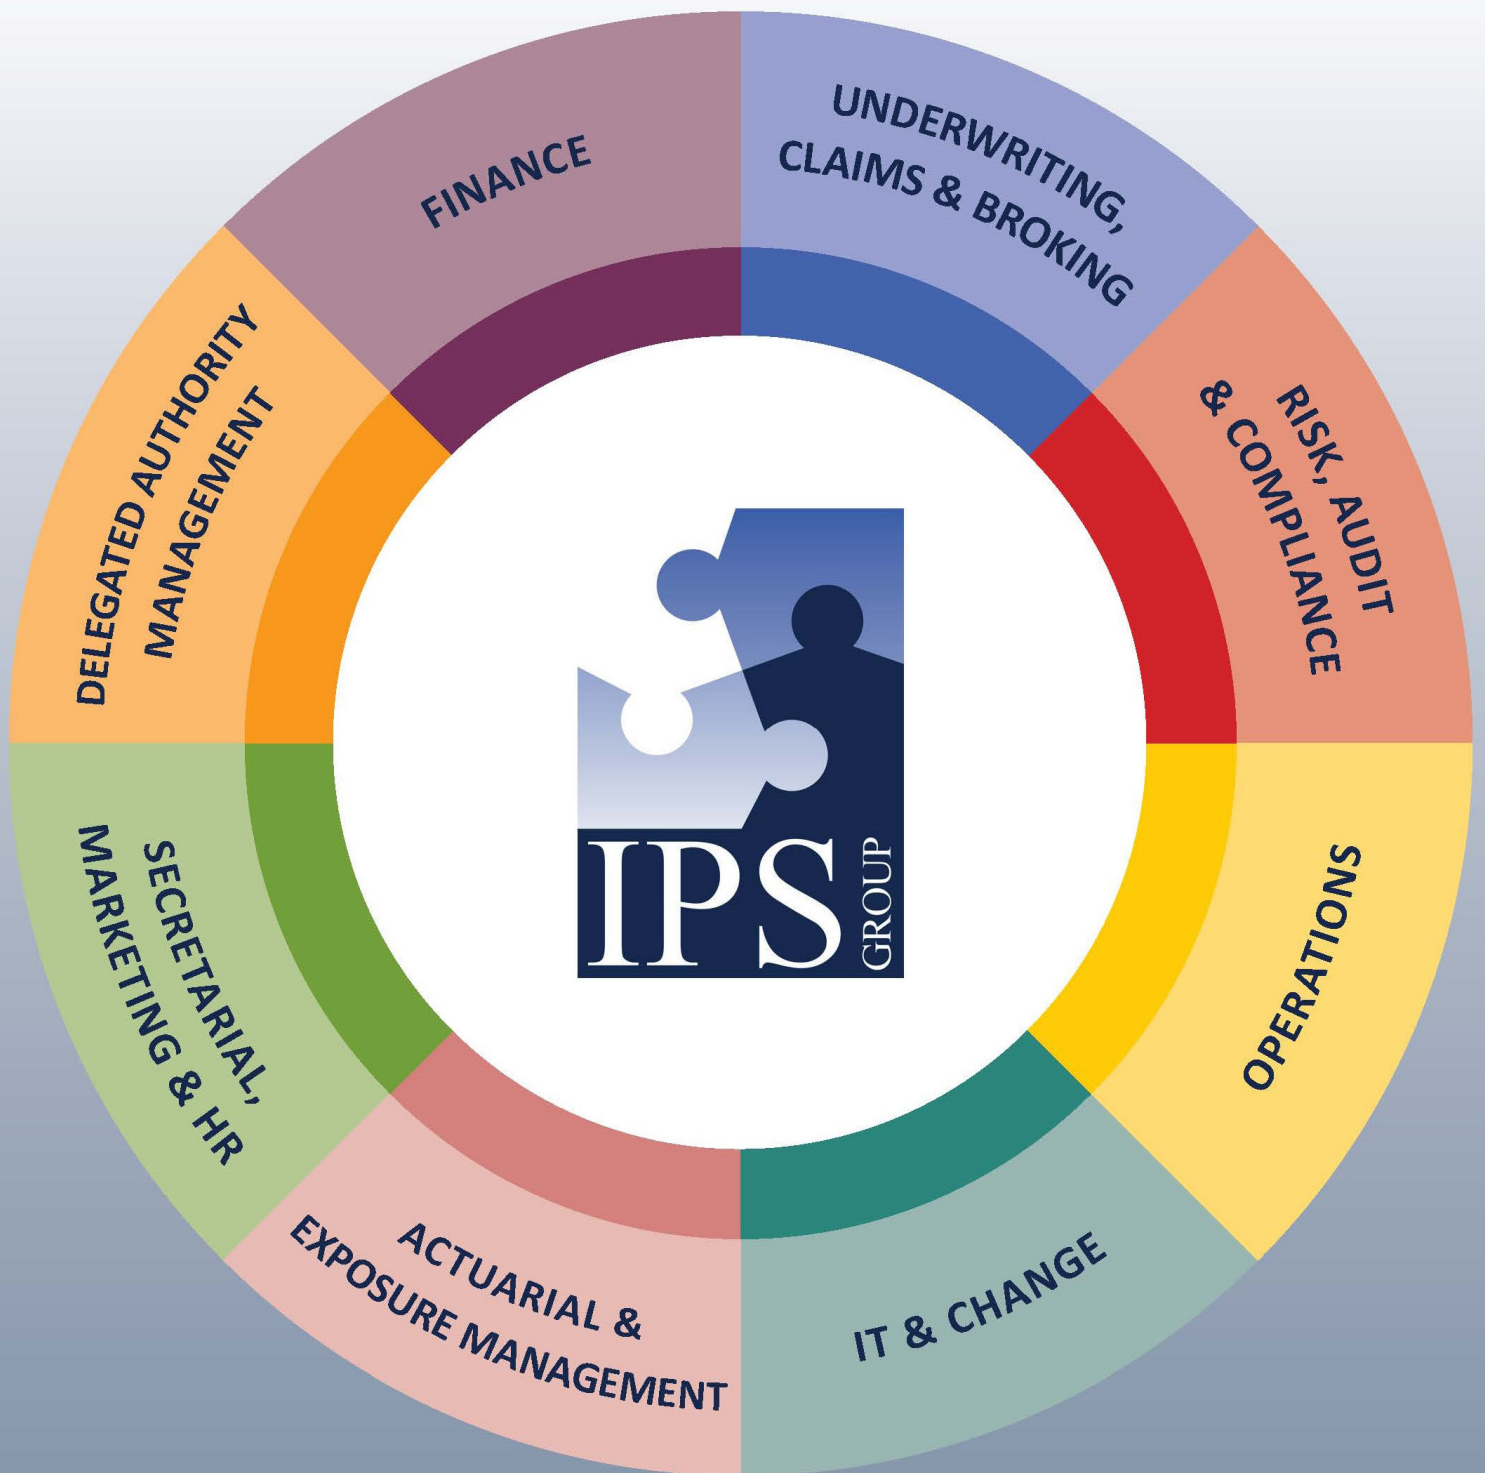 UNDERWRITING,
CLAIMS & BROKING
RISK, AUDIT
& COMPLIANCE
OPERATIONS
IT & CHANGE
ACTUARIAL &
EXPOSURE MANAGEMENT
SECRETARIAL,
MARKETING & HR
DELEGATED AUTHORITY
MANAGEMENT
FINANCE
IPS
GROUP